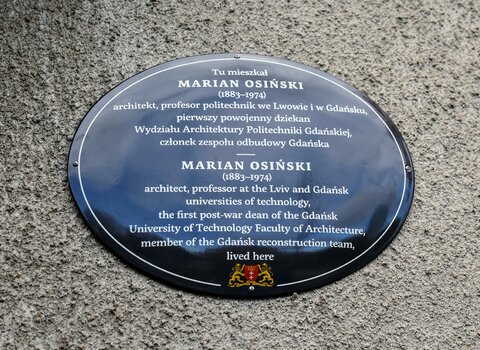 Tu mieszkał
MARIAN OSIŃSKI
(1883–1974)
architekt, profesor politechnik we Lwowie i w Gdańsku,
pierwszy powojenny dziekan
Wydziału Architektury Politechniki Gdańskiej,
członek zespołu odbudowy Gdańska
MARIAN OSIŃSKI
(1883–1974)
architect, professor at the Lviv and Gdańsk
universities of technology,
the first post-war dean of the Gdańsk
University of Technology Faculty of Architecture,
member of the Gdańsk reconstruction team,
lived here